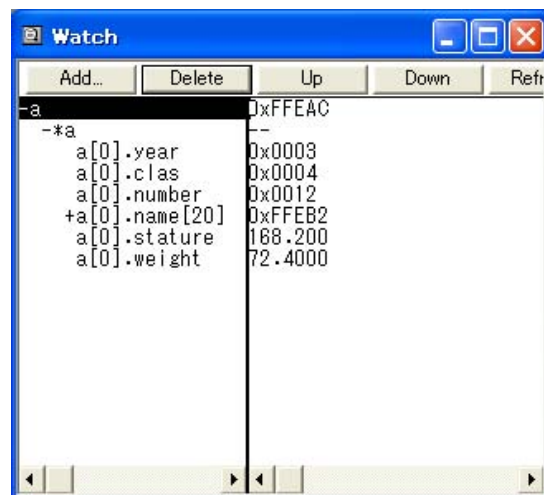 Watch
Add... Delete Up Down Refr
-a 0xFFEAC
-*a --
a[0].year 0x0003
a[0].clas 0x0004
a[0].number 0x0012
+a[0].name[20] 0xFFEB2
a[0].stature 168.200
a[0].weight 72.4000